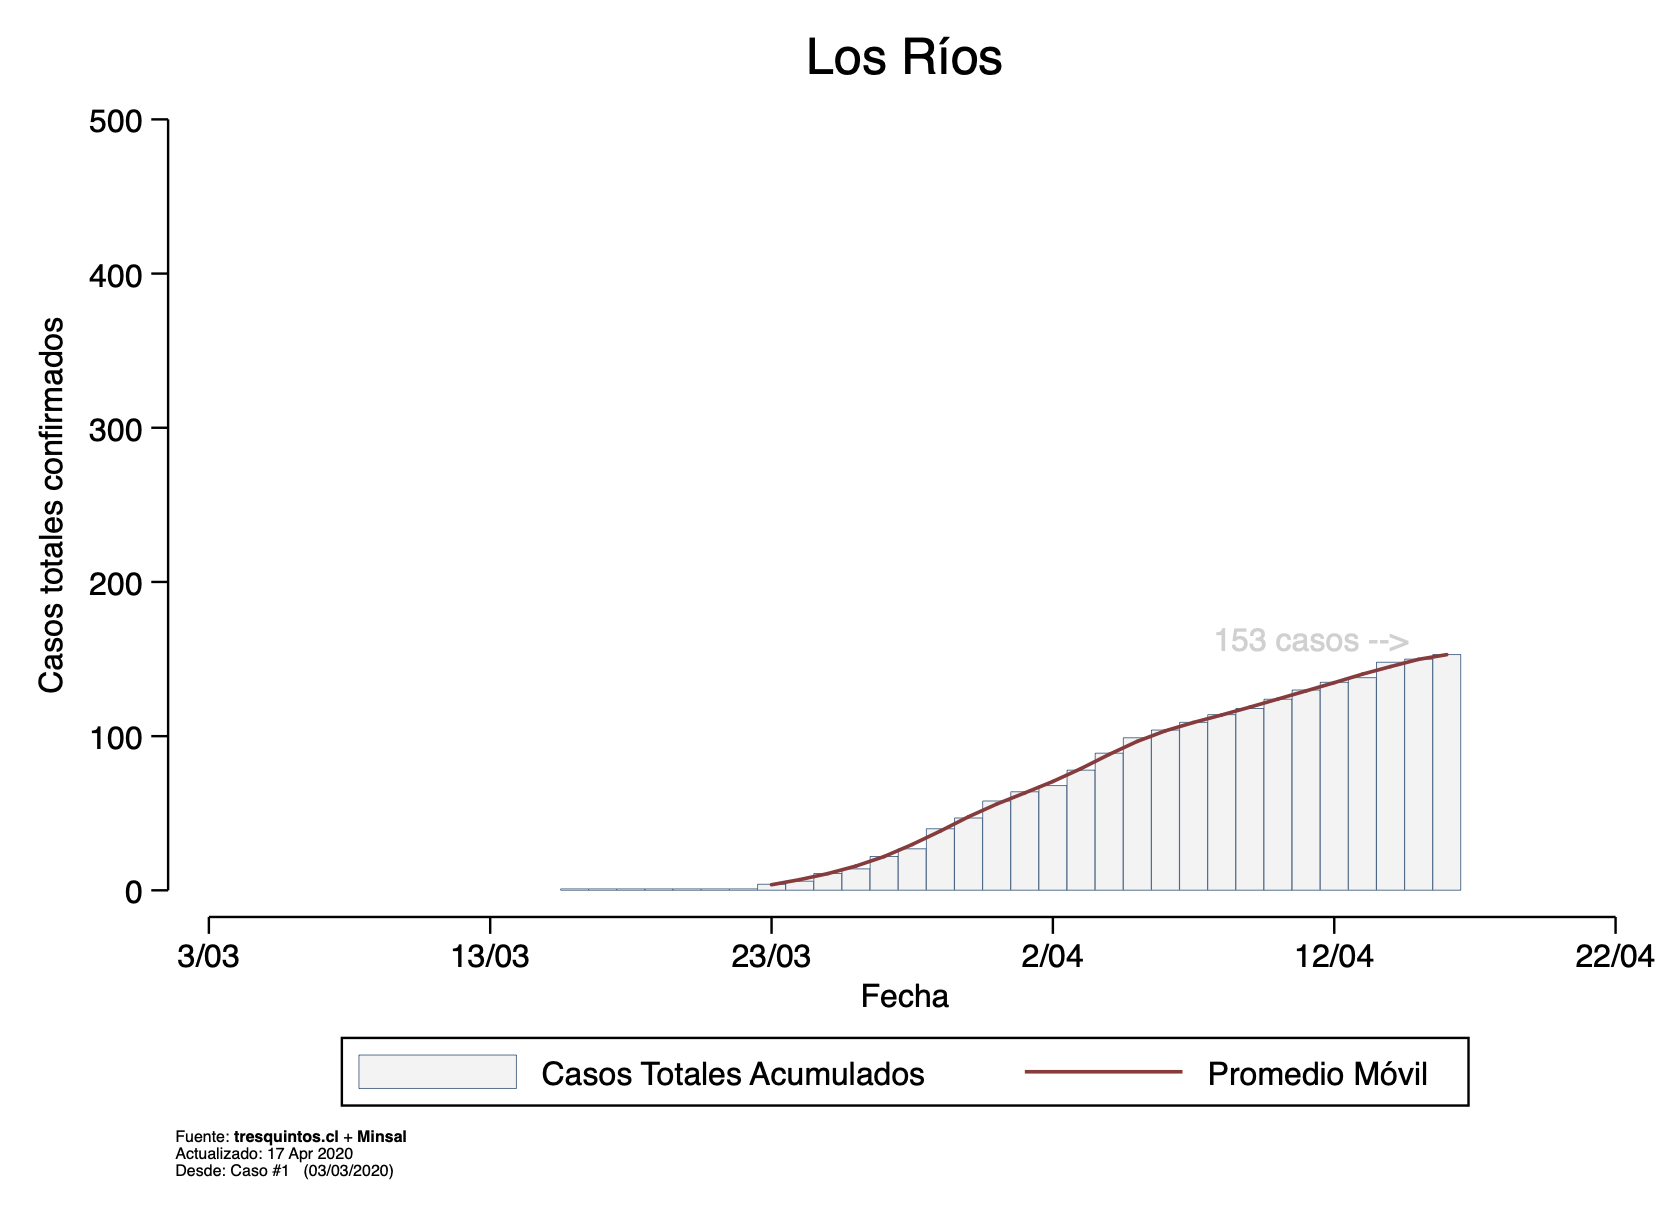 Los Ríos
500
400
300
200
100
0
Casos totales confirmados
153 casos -->
3/03 13/03 23/03 2/04 12/04 22/04
Fecha
Casos Totales Acumulados Promedio Móvil
Fuente: tresquintos.cl + Minsal
Actualizado: 17 Apr 2020
Desde: Caso #1 (03/03/2020)